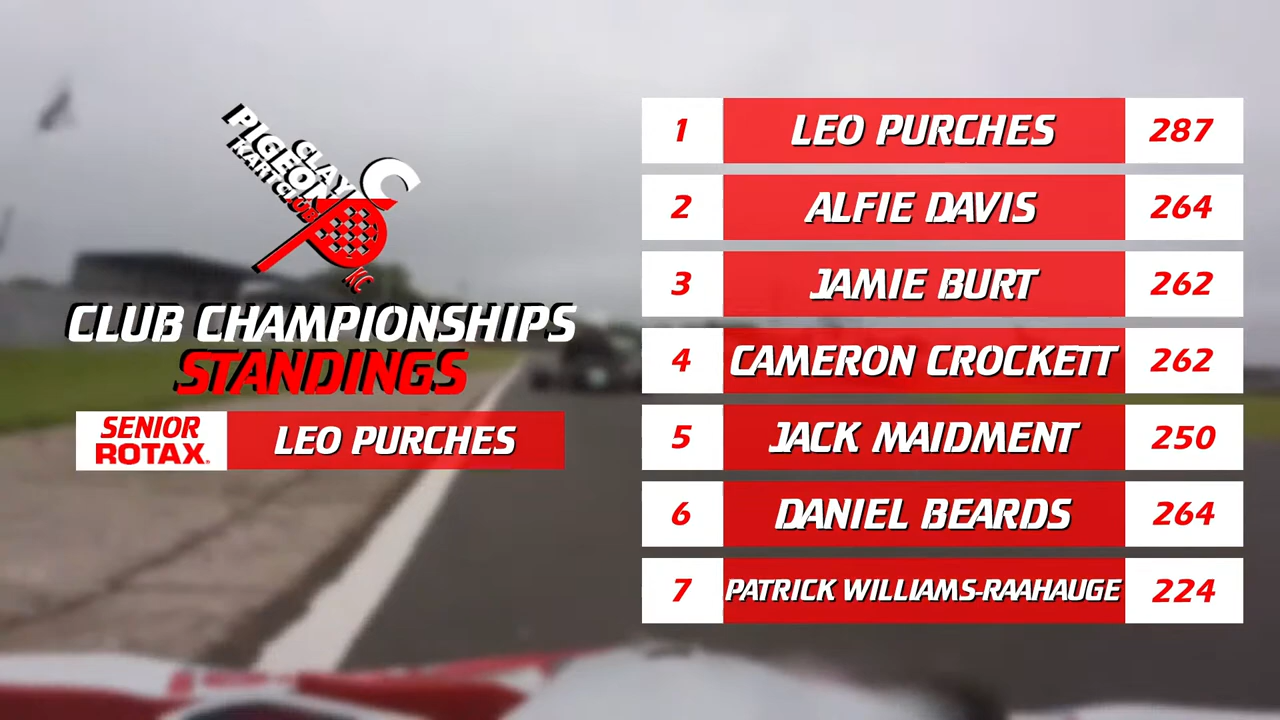 CLAY
PIGEON
KART CLUB
C
KC
CLUB CHAMPIONSHIPS
STANDINGS
SENIOR
ROTAX
LEO PURCHES
1 LEO PURCHES 287
2 ALFIE DAVIS 264
3 JAMIE BURT 262
4 CAMERON CROCKETT 262
5 JACK MAIDMENT 250
6 DANIEL BEARDS 264
7 PATRICK WILLIAMS-RAAHAUGE 224